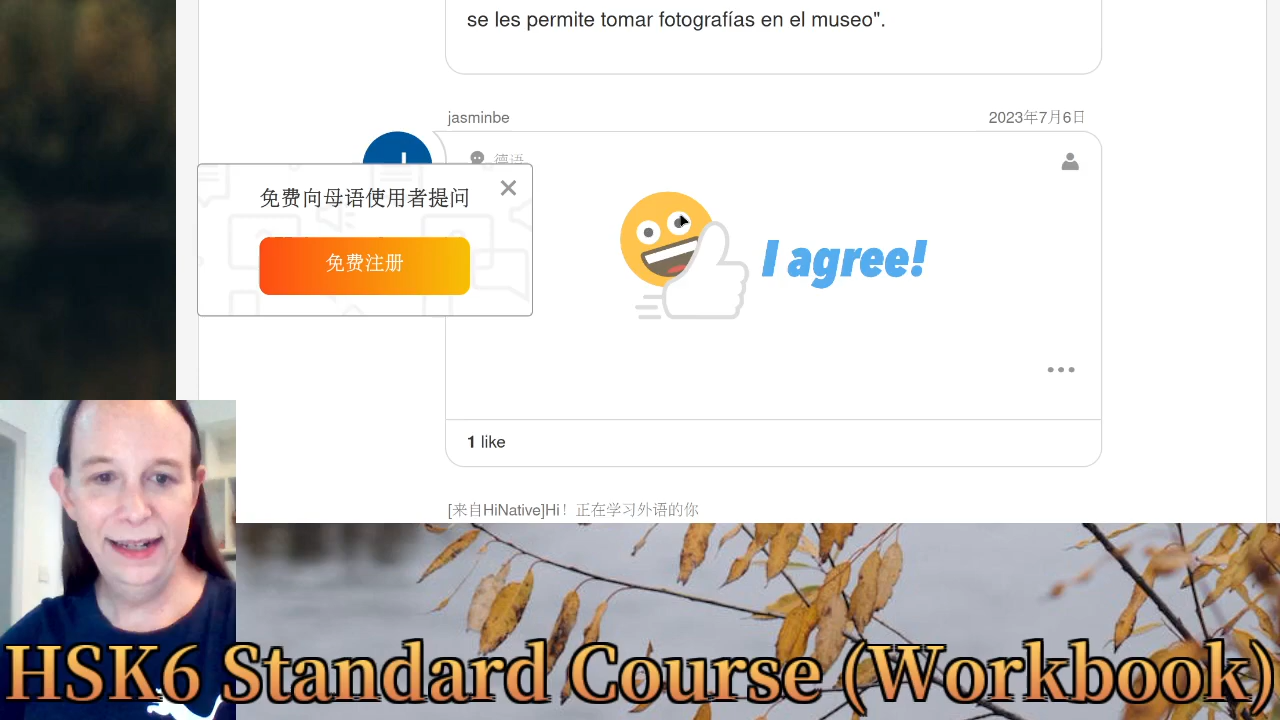 se les permite tomar fotografías en el museo".
jasminbe
2023年7月6日
德语
免费向母语使用者提问
免费注册
I agree!
1 like
[来自HiNative]Hi！正在学习外语的你
HSK6 Standard Course (Workbook)